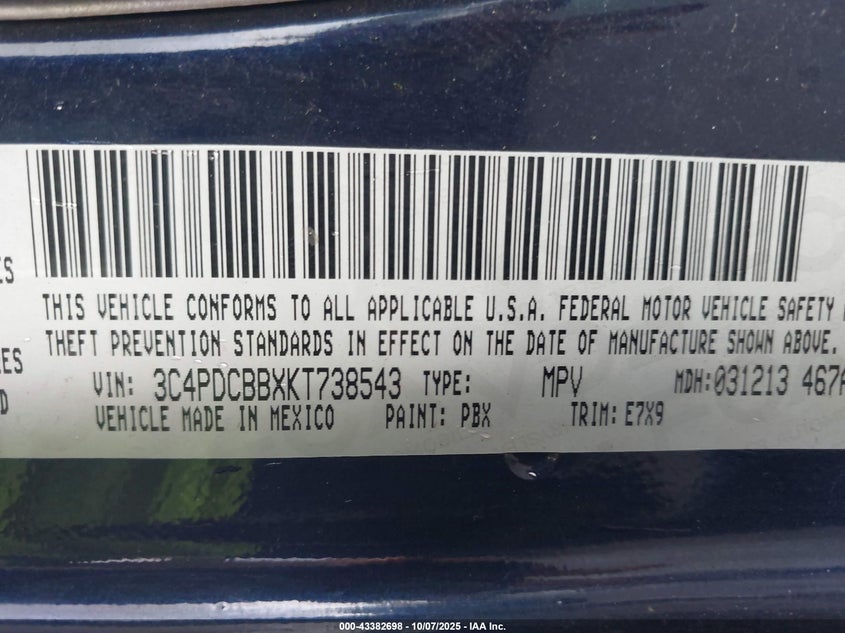 THIS VEHICLE CONFORMS TO ALL APPLICABLE U.S.A. FEDERAL MOTOR VEHICLE SAFETY
ES
THEFT PREVENTION STANDARDS IN EFFECT ON THE DATE OF MANUFACTURE SHOWN ABOVE.
VIN: 3C4PDCBBXKT738543 TYPE: MPV MDH: 031213 467A
VEHICLE MADE IN MEXICO PAINT: PBX TRIM: E7X9
000-43382698 - 10/07/2025 - IAA Inc.